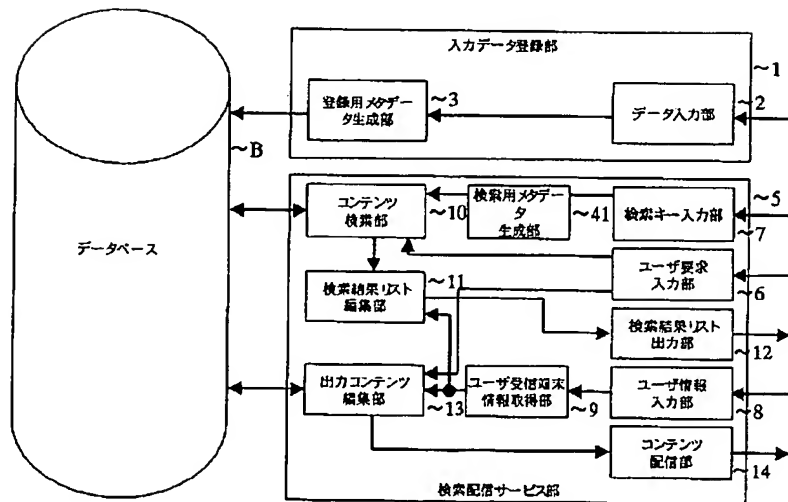 入力データ登録部
~1
登録用メタデー
タ生成部
~3
データ入力部
~2
~B
データベース
コンテンツ
検索部
~10
検索用メタデータ
生成部
~41
検索キー入力部
~5
~7
ユーザ要求
入力部
~6
検索結果リスト
編集部
~11
検索結果リスト
出力部
~12
出力コンテンツ
編集部
~13
ユーザ受信端末
情報取得部
~9
ユーザ情報
入力部
~8
コンテンツ
配信部
~14
検索配信サービス部